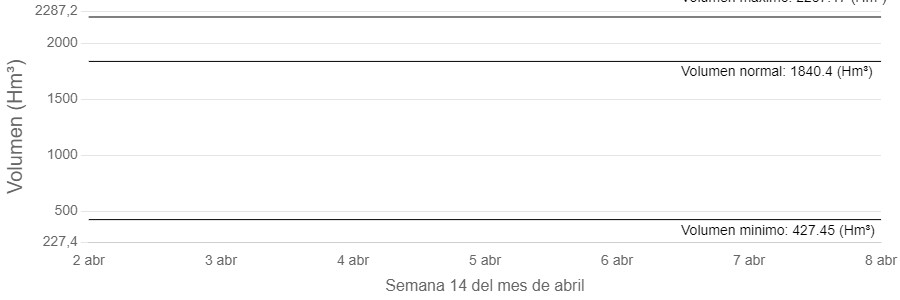 Volumen (Hm³)
2287,2
2000
1500
1000
500
227,4
Volumen normal: 1840.4 (Hm³)
Volumen minimo: 427.45 (Hm³)
2 abr
3 abr
4 abr
5 abr
6 abr
7 abr
8 abr
Semana 14 del mes de abril